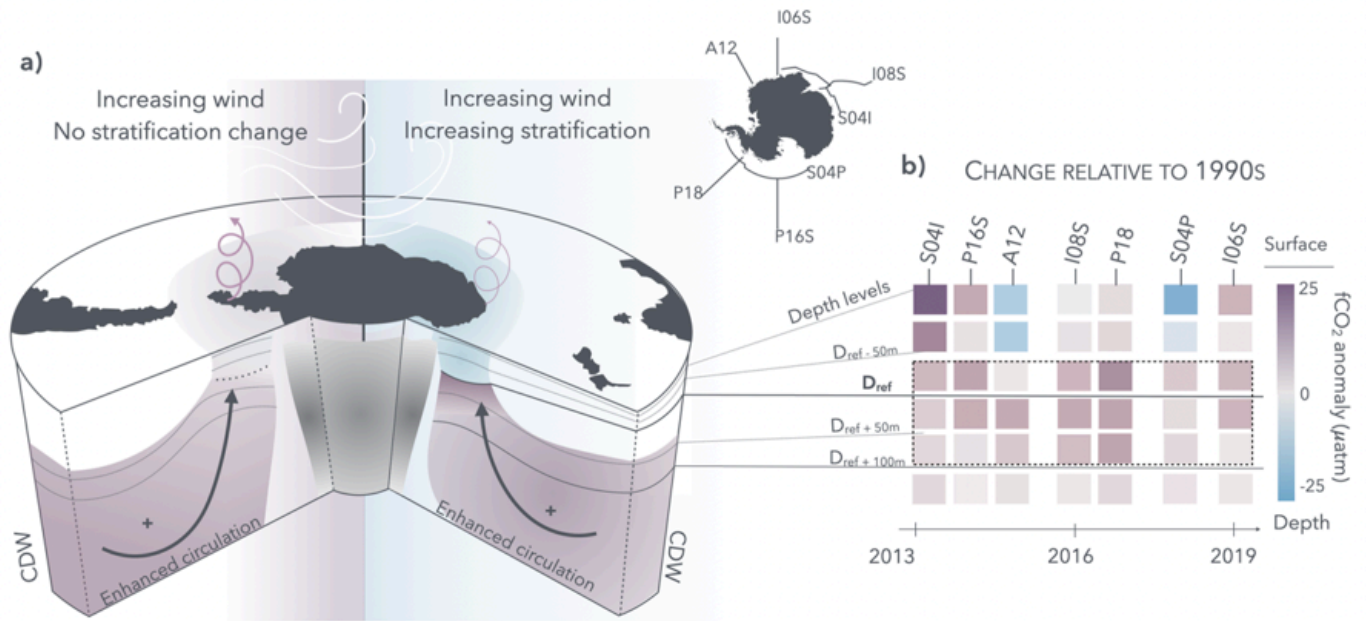 a)
Increasing wind
No stratification change
Increasing wind
Increasing stratification
Enhanced circulation
Enhanced circulation
CDW
CDW
+
+
I06S
A12
I08S
S04I
S04P
P18
P16S
b)
CHANGE RELATIVE TO 1990S
S04I
P16S
A12
I08S
P18
S04P
I06S
Surface
Depth levels
Dref - 50m
Dref
Dref + 50m
Dref + 100m
25
0
-25
fCO2 anomaly (μatm)
Depth
2013
2016
2019